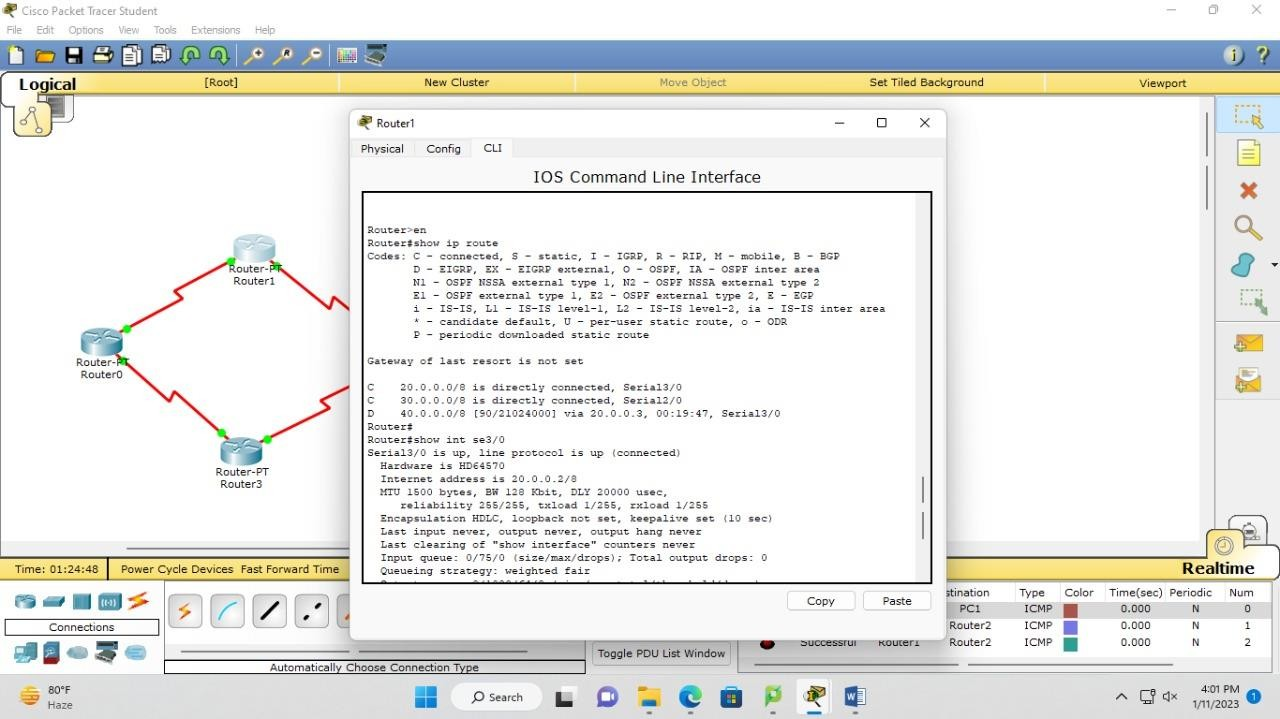 Cisco Packet Tracer Student
File Edit Options View Tools Extensions Help
Logical [Root] New Cluster Move Object Set Tiled Background Viewport
Router1
Physical Config CLI
IOS Command Line Interface
Router>en
Router#show ip route
Codes: C - connected, S - static, I - IGRP, R - RIP, M - mobile, B - BGP
D - EIGRP, EX - EIGRP external, O - OSPF, IA - OSPF inter area
N1 - OSPF NSSA external type 1, N2 - OSPF NSSA external type 2
E1 - OSPF external type 1, E2 - OSPF external type 2, E - EGP
i - IS-IS, L1 - IS-IS level-1, L2 - IS-IS level-2, ia - IS-IS inter area
* - candidate default, U - per-user static route, o - ODR
P - periodic downloaded static route
Gateway of last resort is not set
C 20.0.0.0/8 is directly connected, Serial3/0
C 30.0.0.0/8 is directly connected, Serial2/0
D 40.0.0.0/8 [90/21024000] via 20.0.0.3, 00:19:47, Serial3/0
Router#
Router#show int se3/0
Serial3/0 is up, line protocol is up (connected)
Hardware is HD64570
Internet address is 20.0.0.2/8
MTU 1500 bytes, BW 128 Kbit, DLY 20000 usec,
reliability 255/255, txload 1/255, rxload 1/255
Encapsulation HDLC, loopback not set, keepalive set (10 sec)
Last input never, output never, output hang never
Last clearing of "show interface" counters never
Input queue: 0/75/0 (size/max/drops); Total output drops: 0
Queueing strategy: weighted fair
Copy Paste
Router-PT
Router1
Router-PT
Router0
Router-PT
Router3
Time: 01:24:48 Power Cycle Devices Fast Forward Time
Realtime
Connections
Automatically Choose Connection Type
Toggle PDU List Window
stination Type Color Time(sec) Periodic Num
PC1 ICMP 0.000 N 0
Router2 ICMP 0.000 N 1
Successful Router1 Router2 ICMP 0.000 N 2
80°F
Haze
Search
4:01 PM
1/11/2023
1